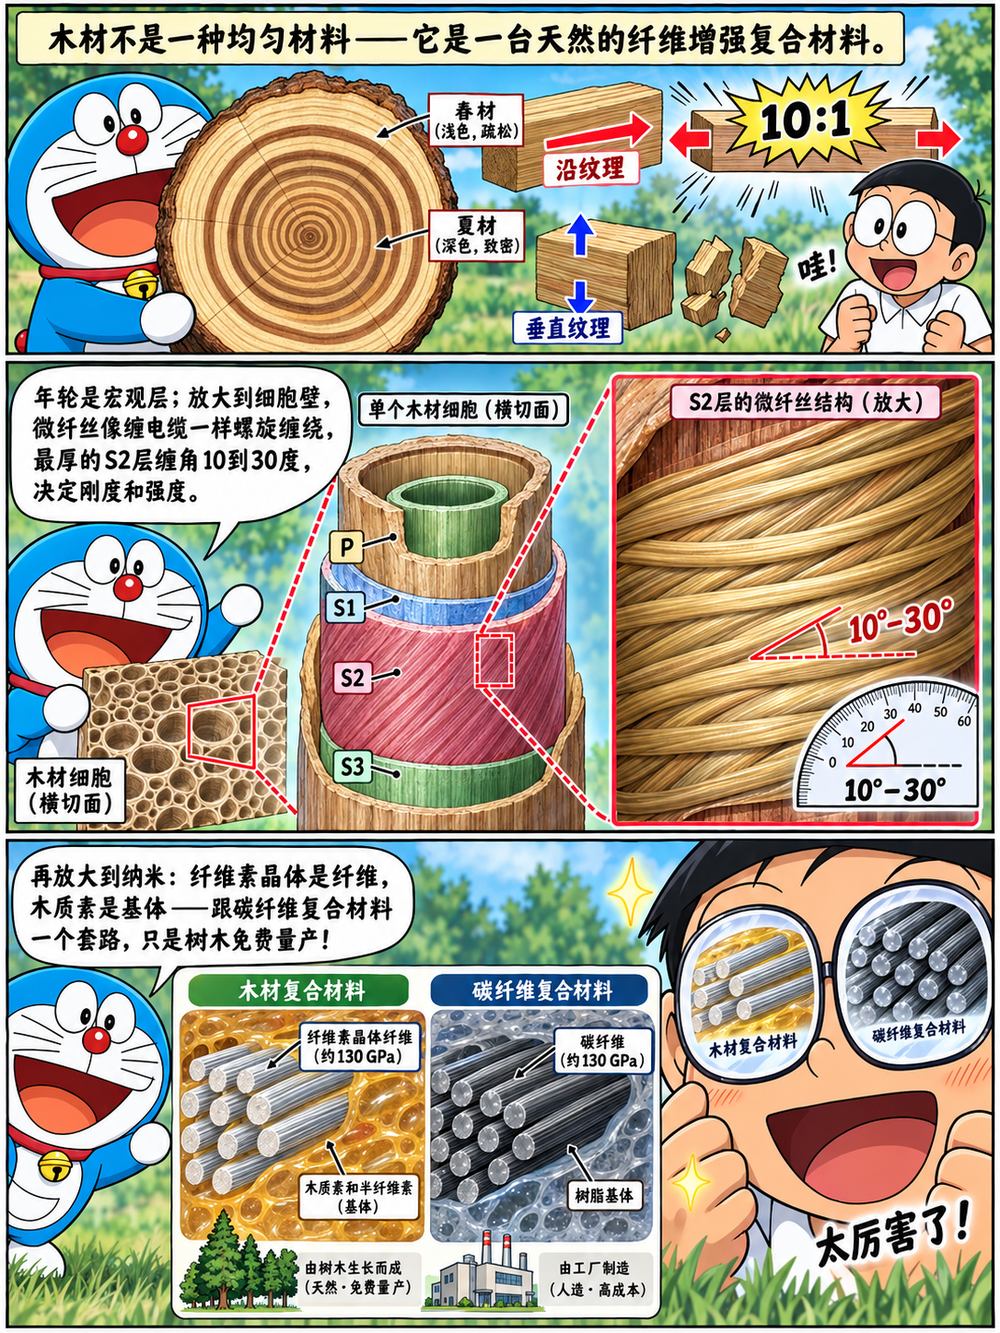 木材不是一种均匀材料——它是一台天然的纤维增强复合材料。
春材
(浅色,疏松)
夏材
(深色,致密)
沿纹理
10:1
垂直纹理
哇!
年轮是宏观层；放大到细胞壁，
微纤丝像缠电缆一样螺旋缠绕，
最厚的S2层缠角10到30度，
决定刚度和强度。
单个木材细胞(横切面)
P
S1
S2
S3
木材细胞
(横切面)
S2层的微纤丝结构(放大)
10°-30°
0
10
20
30
40
50
60
10°-30°
再放大到纳米：纤维素晶体是纤维，
木质素是基体——跟碳纤维复合材料
一个套路，只是树木免费量产！
木材复合材料
纤维素晶体纤维
(约130 GPa)
木质素和半纤维素
(基体)
由树木生长而成
(天然·免费量产)
碳纤维复合材料
碳纤维
(约130 GPa)
树脂基体
由工厂制造
(人造·高成本)
木材复合材料
碳纤维复合材料
太厉害了！